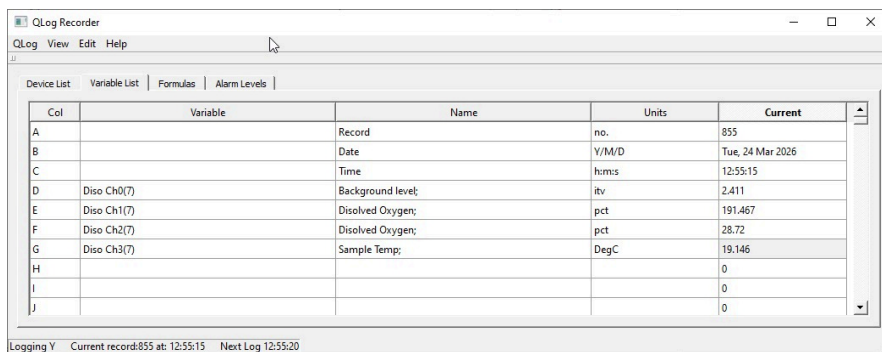 QLog Recorder
QLog View Edit Help
Device List Variable List Formulas Alarm Levels
Col Variable Name Units Current
A Record no. 855
B Date Y/M/D Tue, 24 Mar 2026
C Time h:m:s 12:55:15
D Diso Ch0(7) Background level; itv 2.411
E Diso Ch1(7) Disolved Oxygen; pct 191.467
F Diso Ch2(7) Disolved Oxygen; pct 28.72
G Diso Ch3(7) Sample Temp; DegC 19.146
H 0
I 0
J 0
Logging Y Current record:855 at: 12:55:15 Next Log 12:55:20